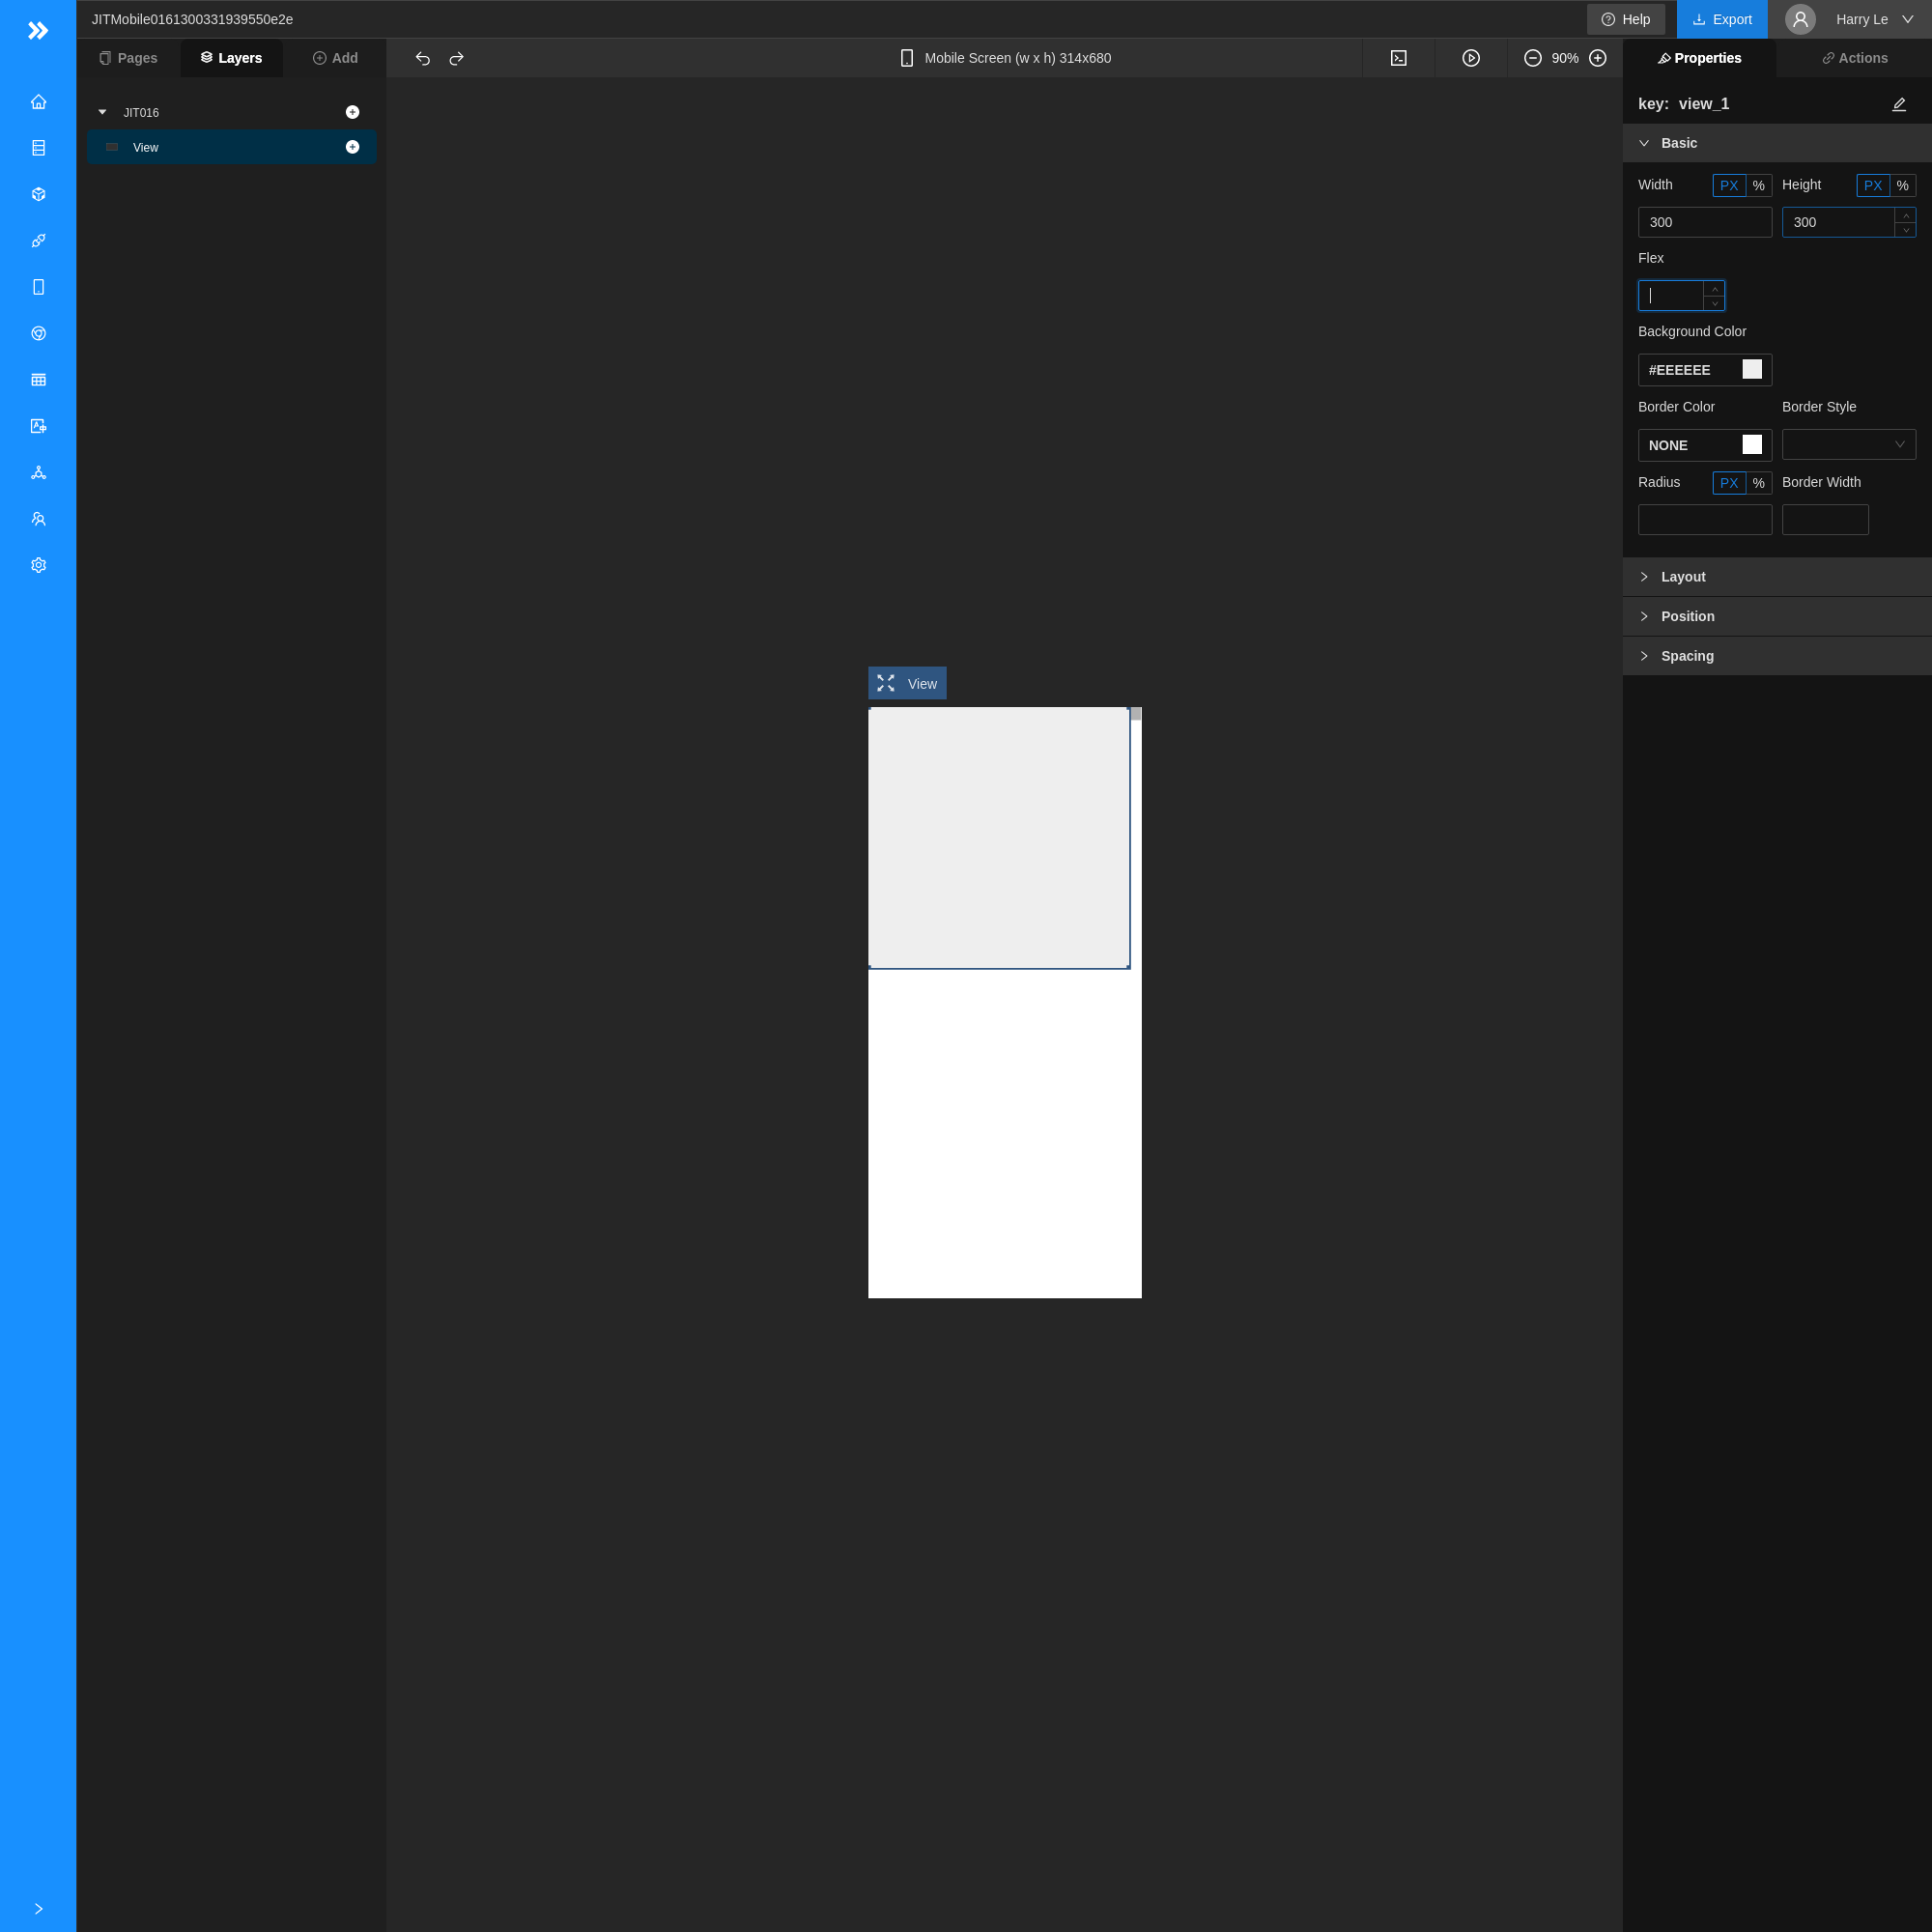 JITMobile0161300331939550e2e
Help
Export
Harry Le
Pages
Layers
Add
Mobile Screen (w x h) 314x680
90%
Properties
Actions
JIT016
View
key: view_1
Basic
Width PX % Height PX %
300 300
Flex
Background Color
#EEEEEE
Border Color Border Style
NONE
Radius PX % Border Width
Layout
Position
Spacing
View